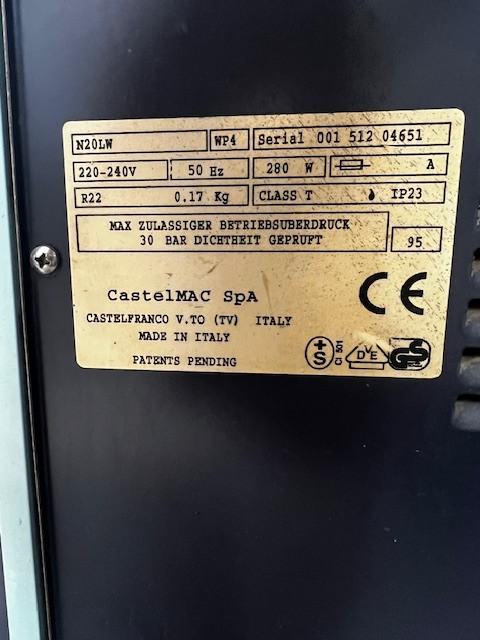 N20LW WP4 Serial 001 512 04651
220-240V 50 Hz 280 W A
R22 0.17 Kg CLASS T IP23
MAX ZULASSIGER BETRIEBSUBERDRUCK
30 BAR DICHTHEIT GEPRUFT 95
CastelMAC SpA CE
CASTELFRANCO V.TO (TV) ITALY
MADE IN ITALY
PATENTS PENDING +S DVE GS